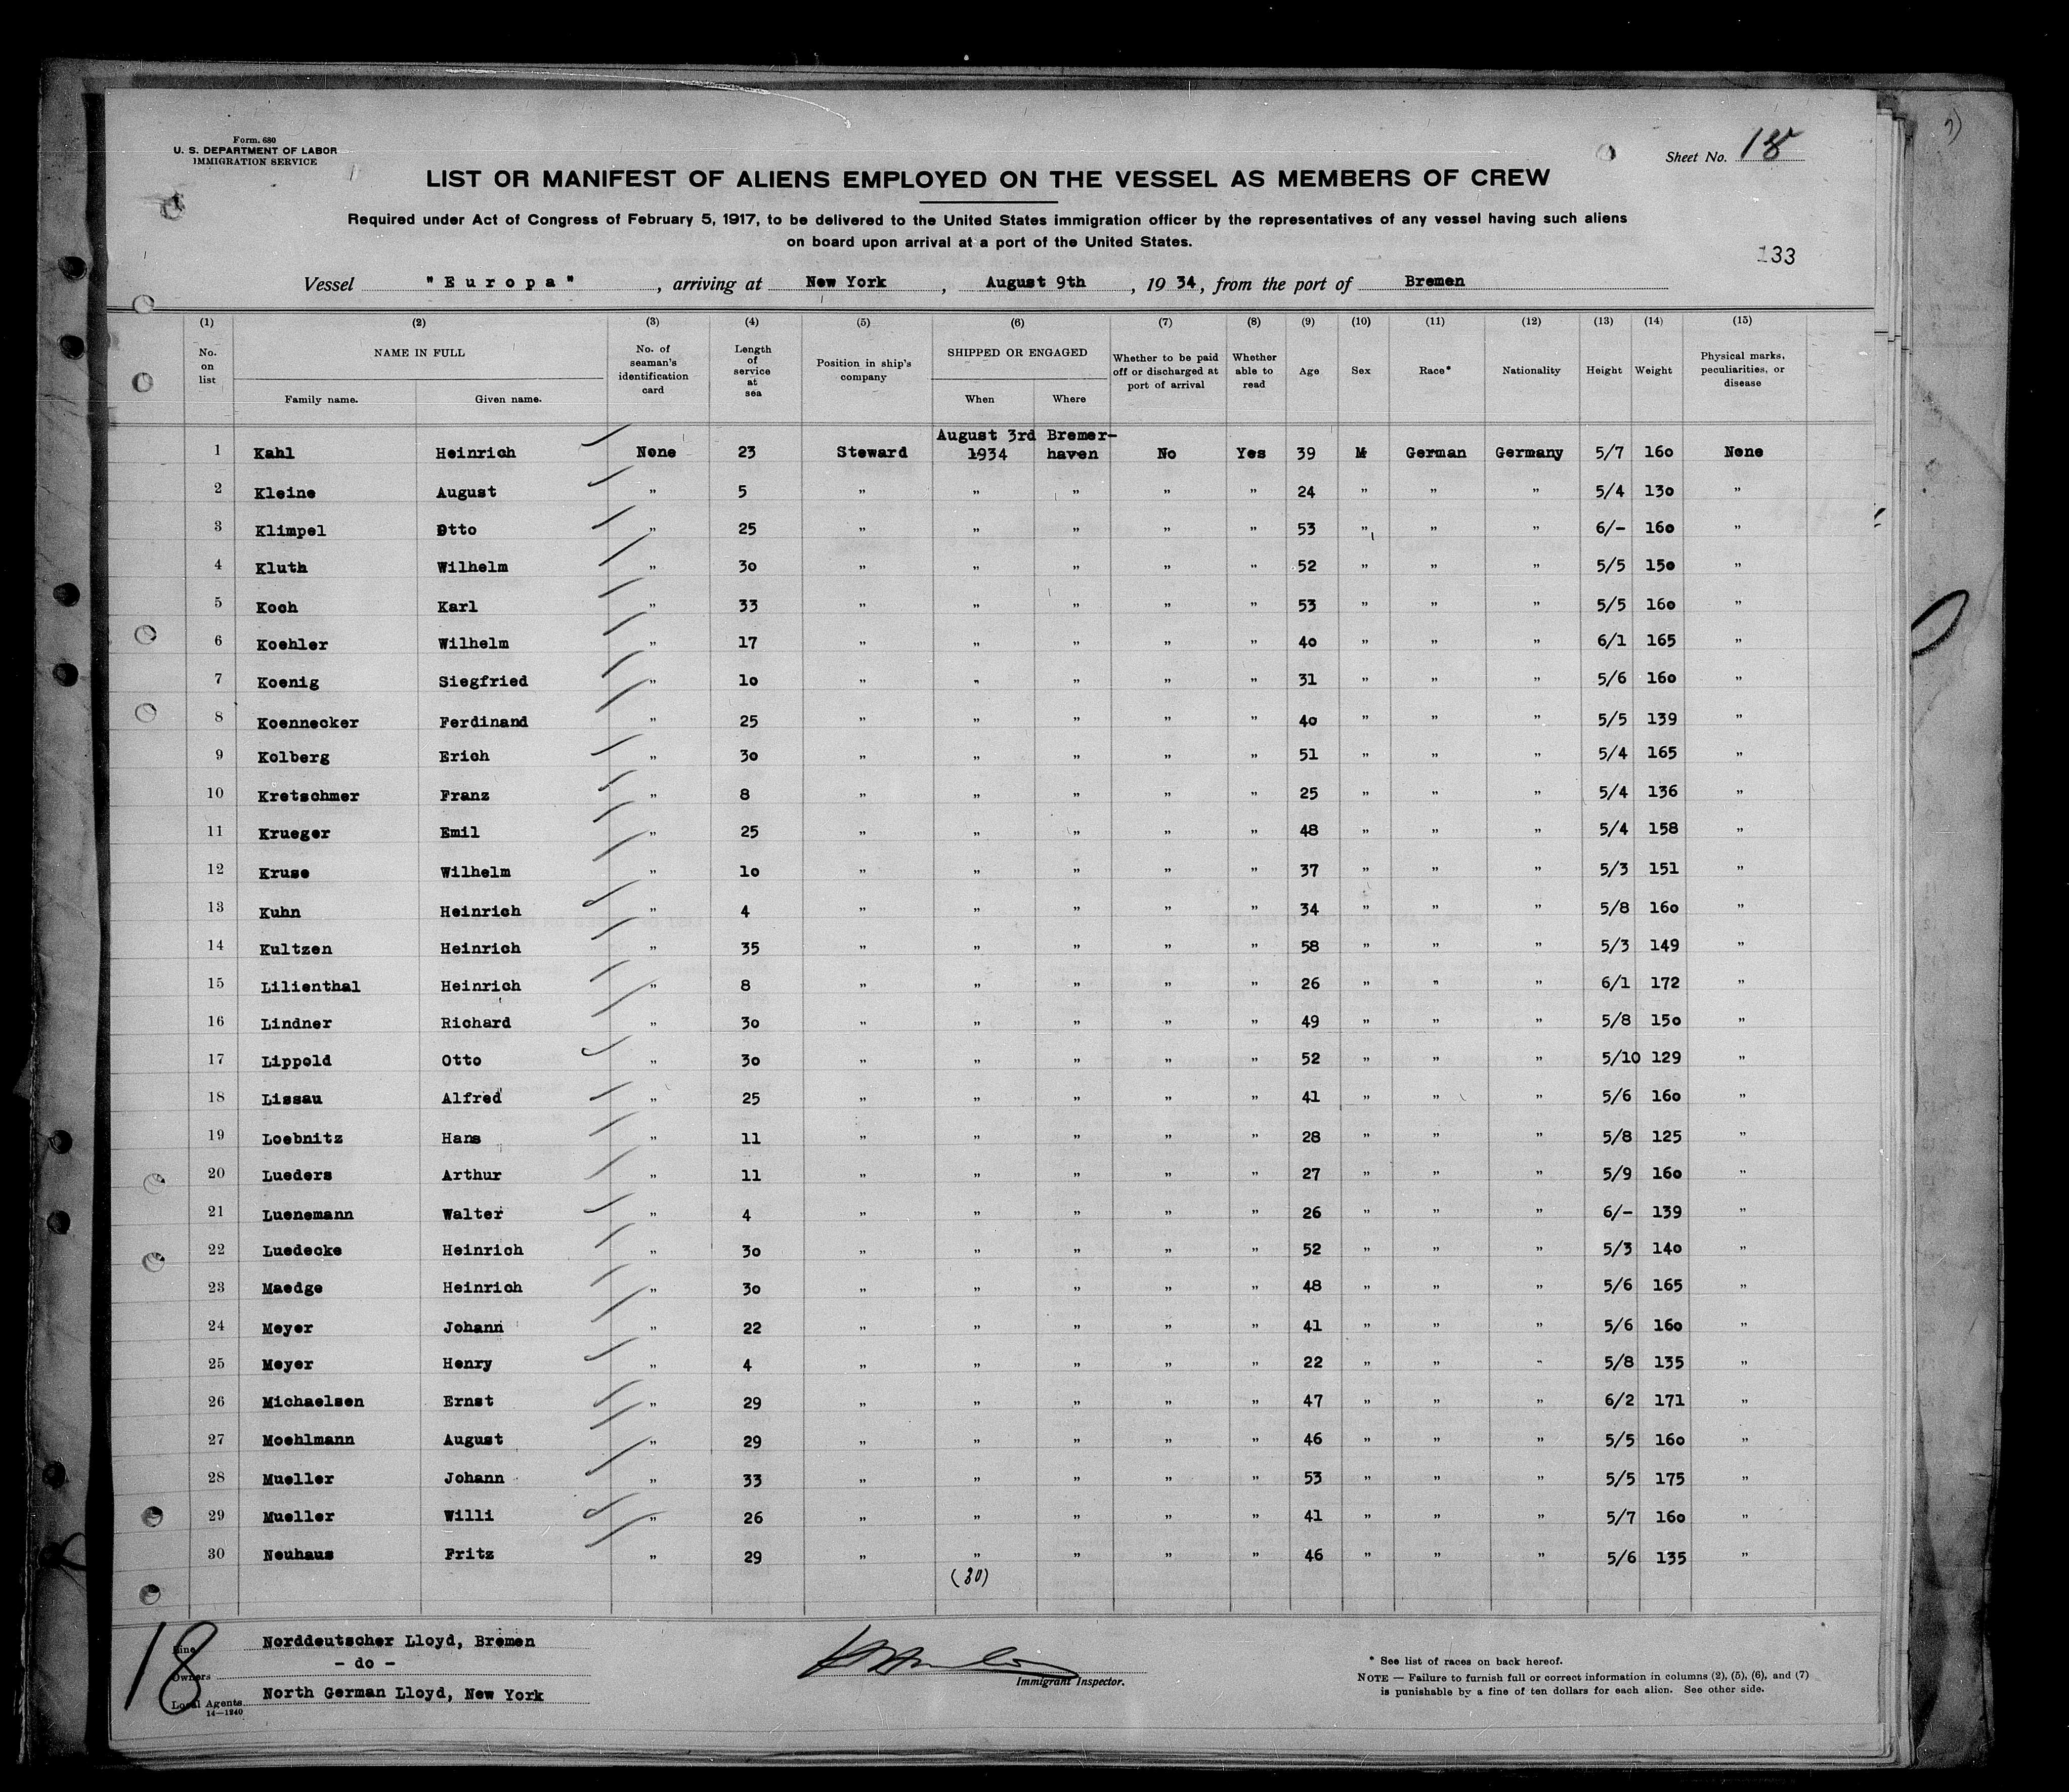 Form. 680
U. S. DEPARTMENT OF LABOR
IMMIGRATION SERVICE
Sheet No. 18
LIST OR MANIFEST OF ALIENS EMPLOYED ON THE VESSEL AS MEMBERS OF CREW
Required under Act of Congress of February 5, 1917, to be delivered to the United States immigration officer by the representatives of any vessel having such aliens
on board upon arrival at a port of the United States.
133
Vessel "Europa", arriving at New York, August 9th, 1934, from the port of Bremen
(1) (2) (3) (4) (5) (6) (7) (8) (9) (10) (11) (12) (13) (14) (15)
No. on list NAME IN FULL Family name. Given name. No. of seaman's identification card Length of service at sea Position in ship's company SHIPPED OR ENGAGED When Where Whether to be paid off or discharged at port of arrival Whether able to read Age Sex Race* Nationality Height Weight Physical marks, peculiarities, or disease
1 Kahl Heinrich None 23 Steward August 3rd 1934 Bremerhaven No Yes 39 M German Germany 5/7 160 None
2 Kleine August " 5 " " " " " 24 " " " 5/4 130 "
3 Klimpel Otto " 25 " " " " " 53 " " " 6/- 160 "
4 Kluth Wilhelm " 30 " " " " " 52 " " " 5/5 150 "
5 Koch Karl " 33 " " " " " 53 " " " 5/5 160 "
6 Koehler Wilhelm " 17 " " " " " 40 " " " 6/1 165 "
7 Koenig Siegfried " 10 " " " " " 31 " " " 5/6 160 "
8 Koennecker Ferdinand " 25 " " " " " 40 " " " 5/5 139 "
9 Kolberg Erich " 30 " " " " " 51 " " " 5/4 165 "
10 Kretschmer Franz " 8 " " " " " 25 " " " 5/4 136 "
11 Krueger Emil " 25 " " " " " 48 " " " 5/4 158 "
12 Kruse Wilhelm " 10 " " " " " 37 " " " 5/3 151 "
13 Kuhn Heinrich " 4 " " " " " 34 " " " 5/8 160 "
14 Kultzen Heinrich " 35 " " " " " 58 " " " 5/3 149 "
15 Lilienthal Heinrich " 8 " " " " " 26 " " " 6/1 172 "
16 Lindner Richard " 30 " " " " " 49 " " " 5/8 150 "
17 Lippold Otto " 30 " " " " " 52 " " " 5/10 129 "
18 Lissau Alfred " 25 " " " " " 41 " " " 5/6 160 "
19 Loebnitz Hans " 11 " " " " " 28 " " " 5/8 125 "
20 Lueders Arthur " 11 " " " " " 27 " " " 5/9 160 "
21 Luenemann Walter " 4 " " " " " 26 " " " 6/- 139 "
22 Luedecke Heinrich " 30 " " " " " 52 " " " 5/3 140 "
23 Maedge Heinrich " 30 " " " " " 48 " " " 5/6 165 "
24 Meyer Johann " 22 " " " " " 41 " " " 5/6 160 "
25 Meyer Henry " 4 " " " " " 22 " " " 5/8 135 "
26 Michaelsen Ernst " 29 " " " " " 47 " " " 6/2 171 "
27 Moehlmann August " 29 " " " " " 46 " " " 5/5 160 "
28 Mueller Johann " 33 " " " " " 53 " " " 5/5 175 "
29 Mueller Willi " 26 " " " " " 41 " " " 5/7 160 "
30 Neuhaus Fritz " 29 " " " " " 46 " " " 5/6 135 "
(30)
18
Line Norddeutscher Lloyd, Bremen
Owners - do -
Local Agents North German Lloyd, New York
14—1240
Immigrant Inspector.
* See list of races on back hereof.
NOTE — Failure to furnish full or correct information in columns (2), (5), (6), and (7)
is punishable by a fine of ten dollars for each alien. See other side.